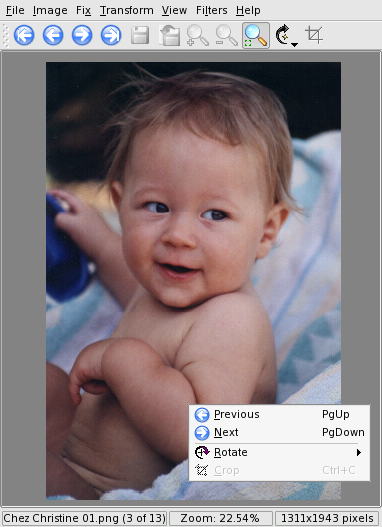 File Image Fix Transform View Filters Help
Previous PgUp
Next PgDown
Rotate
Crop Ctrl+C
Chez Christine 01.png (3 of 13) Zoom: 22.54% 1311x1943 pixels